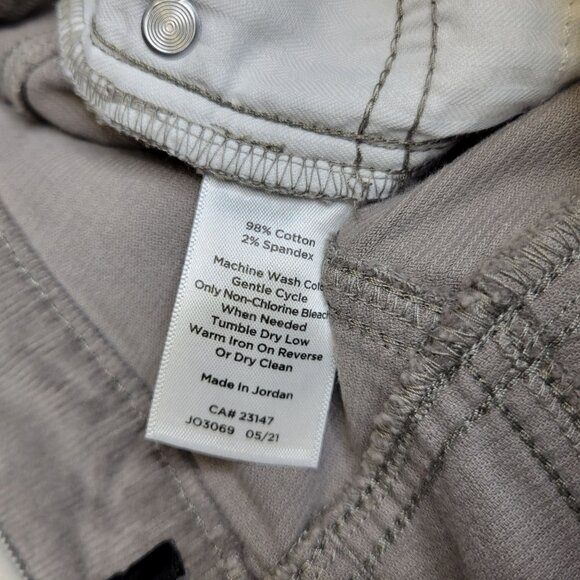 98% Cotton
2% Spandex
Machine Wash
Gentle Cycle
Only Non-Chlorine Bleach
When Needed
Tumble Dry Low
Warm Iron On Reverse
Or Dry Clean
Made In Jordan
CA# 23147
JO3069 05/21